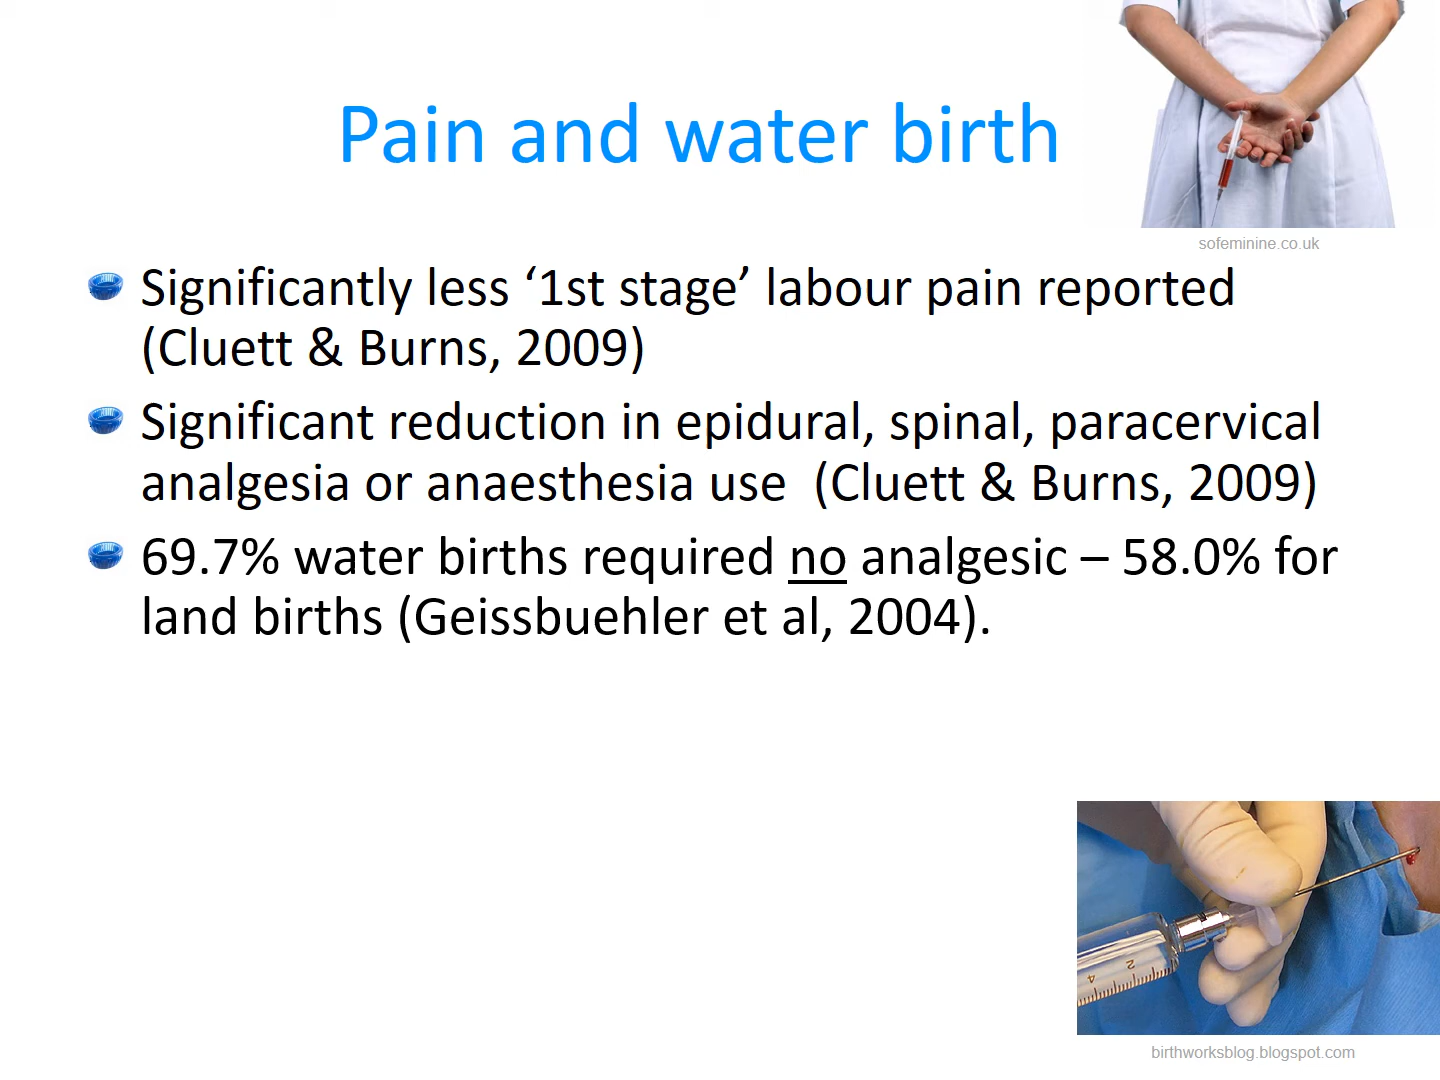 Pain and water birth
sofeminine.co.uk
Significantly less ‘1st stage’ labour pain reported
(Cluett & Burns, 2009)
Significant reduction in epidural, spinal, paracervical
analgesia or anaesthesia use  (Cluett & Burns, 2009)
69.7% water births required no analgesic – 58.0% for
land births (Geissbuehler et al, 2004).
2
4
birthworksblog.blogspot.com